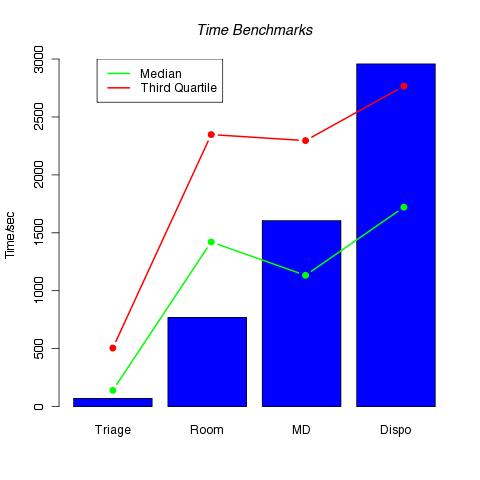 Time Benchmarks
Median
Third Quartile
Time/sec
3000
2500
2000
1500
1000
500
0
Triage Room MD Dispo